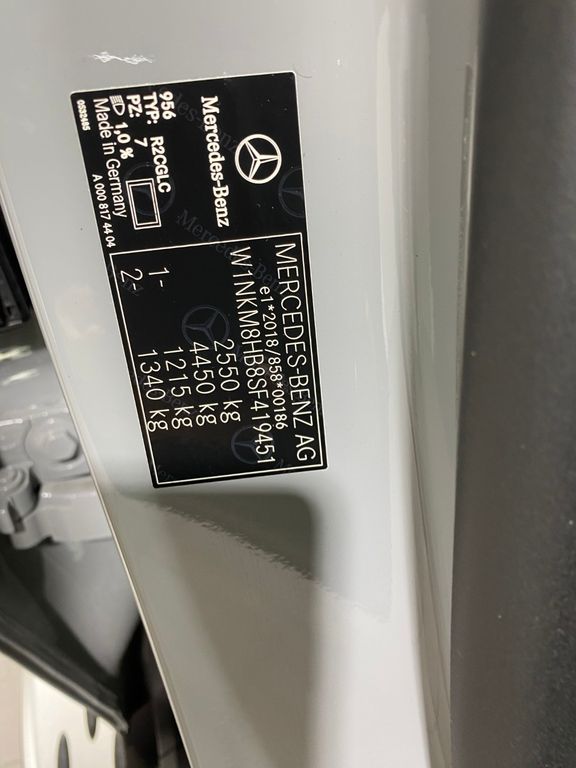 Mercedes-Benz
956
TYP: R2CGLC
PZ: 7
1,0 %
Made in Germany
A 000 817 44 04
0S32485
MERCEDES-BENZ AG
e1*2018/858*00186
W1NKM8HB8SF419451
2550 kg
4450 kg
1- 1215 kg
2- 1340 kg